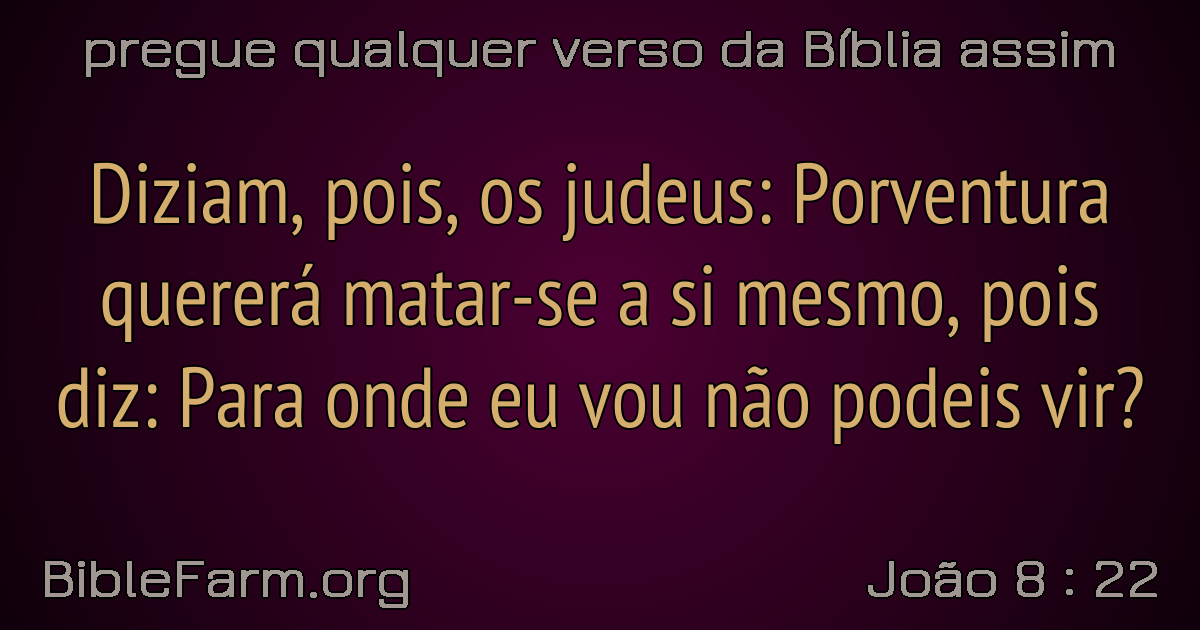 pregue qualquer verso da Bíblia assim
Diziam, pois, os judeus: Porventura
quererá matar-se a si mesmo, pois
diz: Para onde eu vou não podeis vir?
BibleFarm.org
João 8 : 22